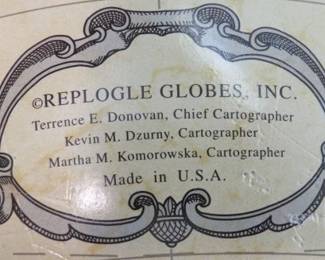 ©REPLOGLE GLOBES, INC.
Terrence E. Donovan, Chief Cartographer
Kevin M. Dzurny, Cartographer
Martha M. Komorowska, Cartographer
Made in U.S.A.